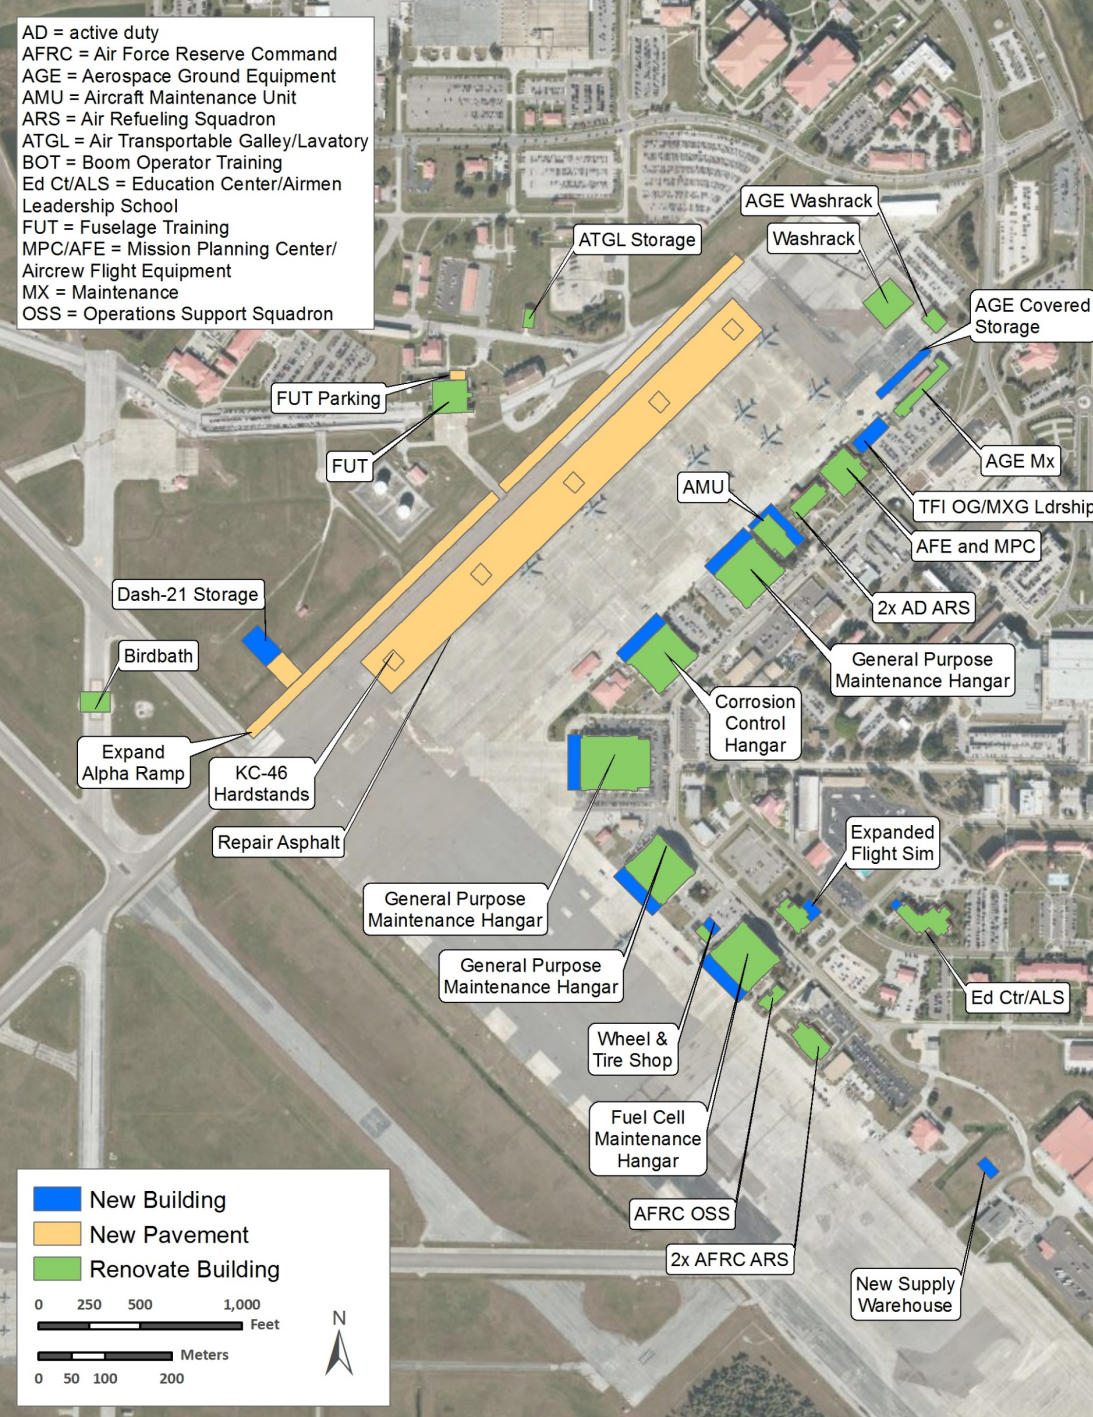 AD = active duty
AFRC = Air Force Reserve Command
AGE = Aerospace Ground Equipment
AMU = Aircraft Maintenance Unit
ARS = Air Refueling Squadron
ATGL = Air Transportable Galley/Lavatory
BOT = Boom Operator Training
Ed Ct/ALS = Education Center/Airmen
Leadership School
FUT = Fuselage Training
MPC/AFE = Mission Planning Center/
Aircrew Flight Equipment
MX = Maintenance
OSS = Operations Support Squadron
AGE Washrack
Washrack
ATGL Storage
AGE Covered
Storage
FUT Parking
FUT
AGE Mx
AMU
TFI OG/MXG Ldrship
AFE and MPC
2x AD ARS
Dash-21 Storage
Birdbath
General Purpose
Maintenance Hangar
Corrosion
Control
Hangar
Expand
Alpha Ramp
KC-46
Hardstands
Repair Asphalt
Expanded
Flight Sim
General Purpose
Maintenance Hangar
General Purpose
Maintenance Hangar
Ed Ctr/ALS
Wheel &
Tire Shop
Fuel Cell
Maintenance
Hangar
AFRC OSS
2x AFRC ARS
New Supply
Warehouse
New Building
New Pavement
Renovate Building
0 250 500 1,000
Feet
Meters
0 50 100 200
N